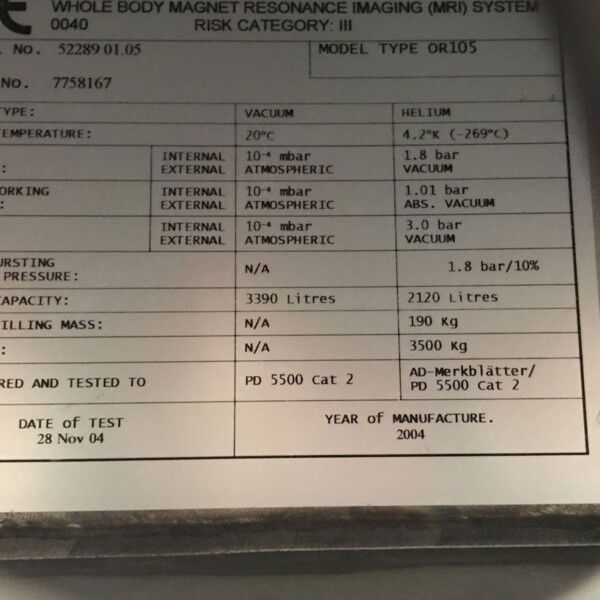 WHOLE BODY MAGNET RESONANCE IMAGING (MRI) SYSTEM
0040 RISK CATEGORY: III
No. 52289 01.05 MODEL TYPE OR105
No. 7758167
TYPE: VACUUM HELIUM
TEMPERATURE: 20°C 4.2°K (-269°C)
: INTERNAL 10⁻⁴ mbar 1.8 bar
EXTERNAL ATMOSPHERIC VACUUM
ORKING INTERNAL 10⁻⁴ mbar 1.01 bar
: EXTERNAL ATMOSPHERIC ABS. VACUUM
INTERNAL 10⁻⁴ mbar 3.0 bar
EXTERNAL ATMOSPHERIC VACUUM
URSTING
PRESSURE: N/A 1.8 bar/10%
APACITY: 3390 Litres 2120 Litres
ILLING MASS: N/A 190 Kg
: N/A 3500 Kg
RED AND TESTED TO PD 5500 Cat 2 AD-Merkblätter/
PD 5500 Cat 2
DATE of TEST YEAR of MANUFACTURE.
28 Nov 04 2004